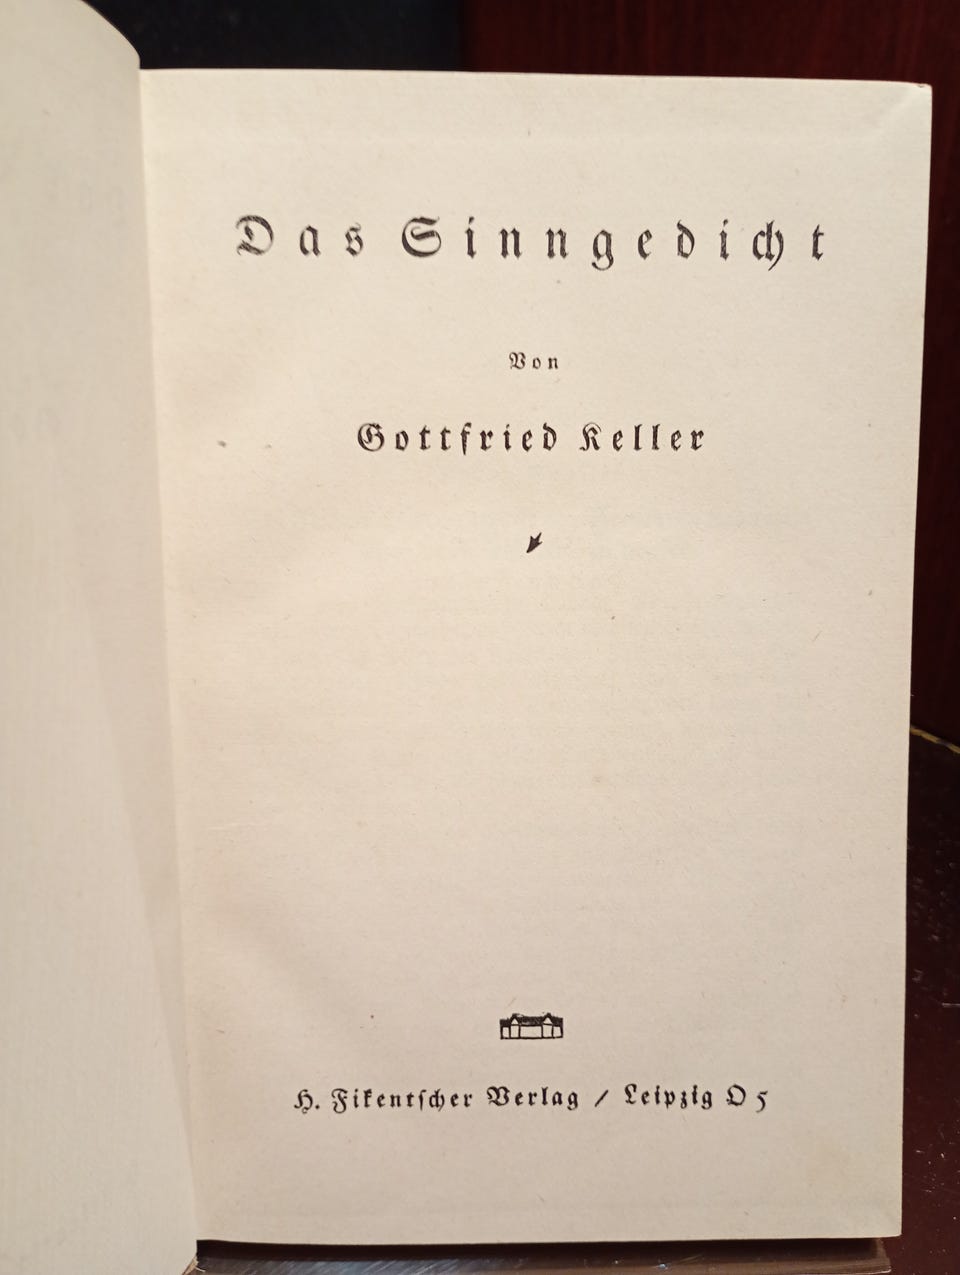 Das Sinngedicht
Von
Gottfried Keller
H. Fikentſcher Verlag / Leipzig O 5